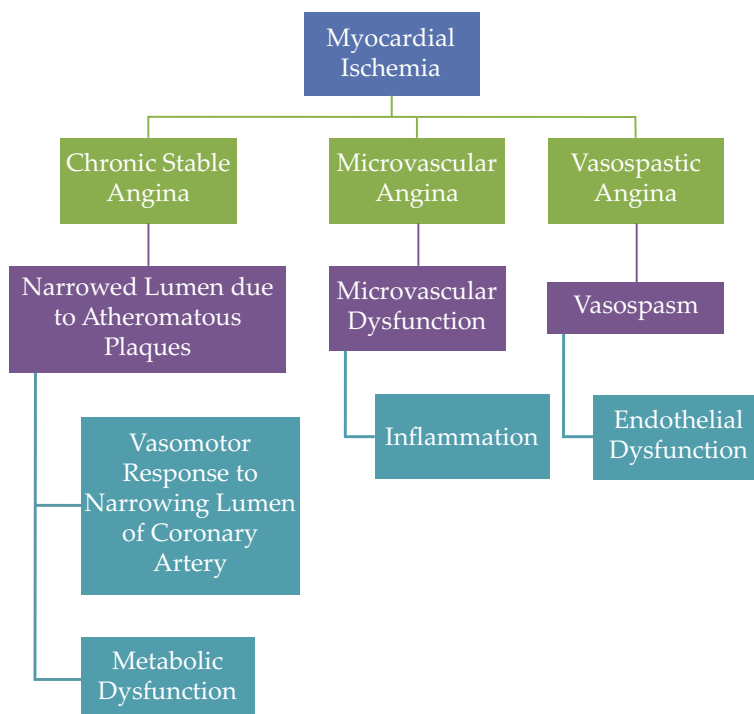 Myocardial
Ischemia
Chronic Stable
Angina
Microvascular
Angina
Vasospastic
Angina
Narrowed Lumen due
to Atheromatous
Plaques
Microvascular
Dysfunction
Vasospasm
Vasomotor
Response to
Narrowing Lumen
of Coronary
Artery
Inflammation
Endothelial
Dysfunction
Metabolic
Dysfunction